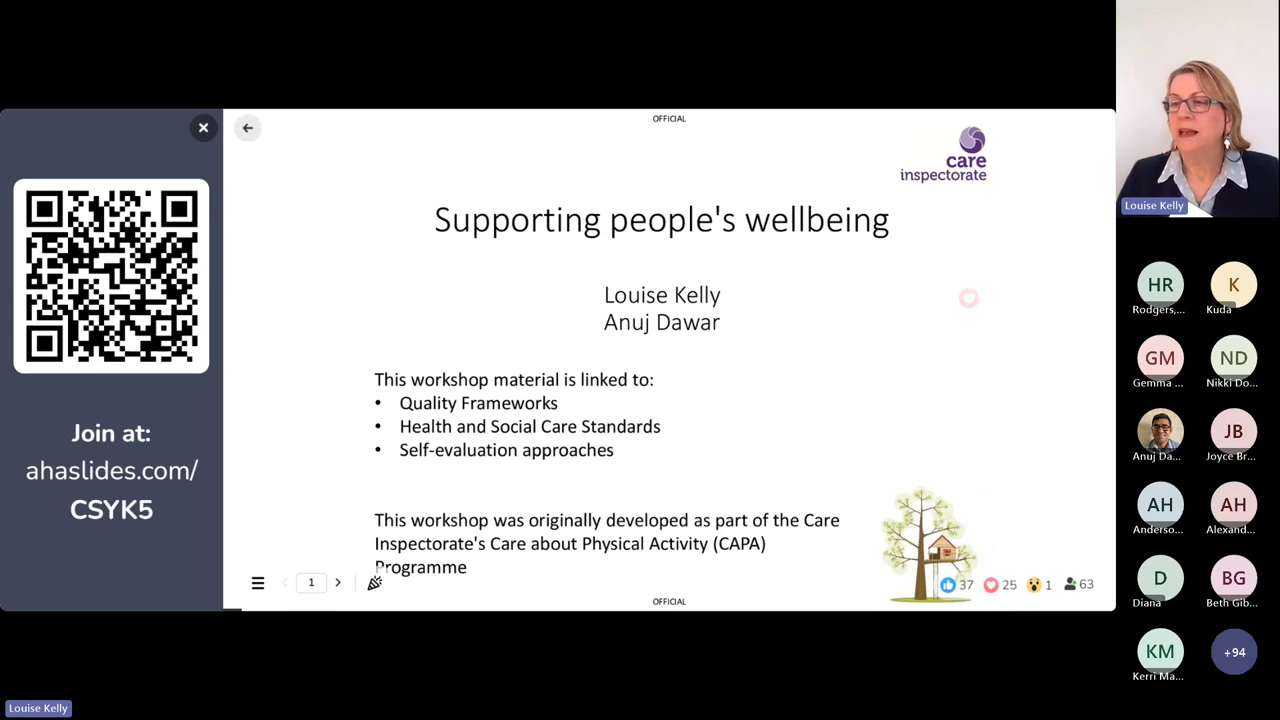 OFFICIAL
care
inspectorate
Supporting people's wellbeing
Louise Kelly
Anuj Dawar
This workshop material is linked to:
• Quality Frameworks
• Health and Social Care Standards
• Self-evaluation approaches
This workshop was originally developed as part of the Care
Inspectorate's Care about Physical Activity (CAPA)
Programme
1
37
25
1
63
OFFICIAL
Join at:
ahaslides.com/
CSYK5
Louise Kelly
HR
Rodgers,...
K
Kuda
GM
Gemma ...
ND
Nikki Do...
Anuj Da...
JB
Joyce Br...
AH
Anderso...
AH
Alexand...
D
Diana
BG
Beth Gib...
KM
Kerri Ma...
+94
Louise Kelly